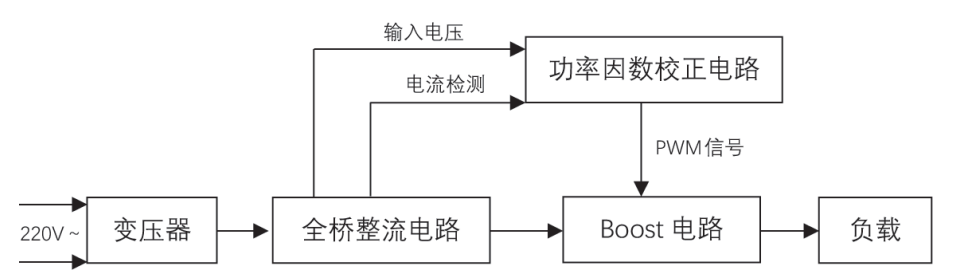 输入电压
功率因数校正电路
电流检测
PWM信号
220V~
变压器
全桥整流电路
Boost 电路
负载